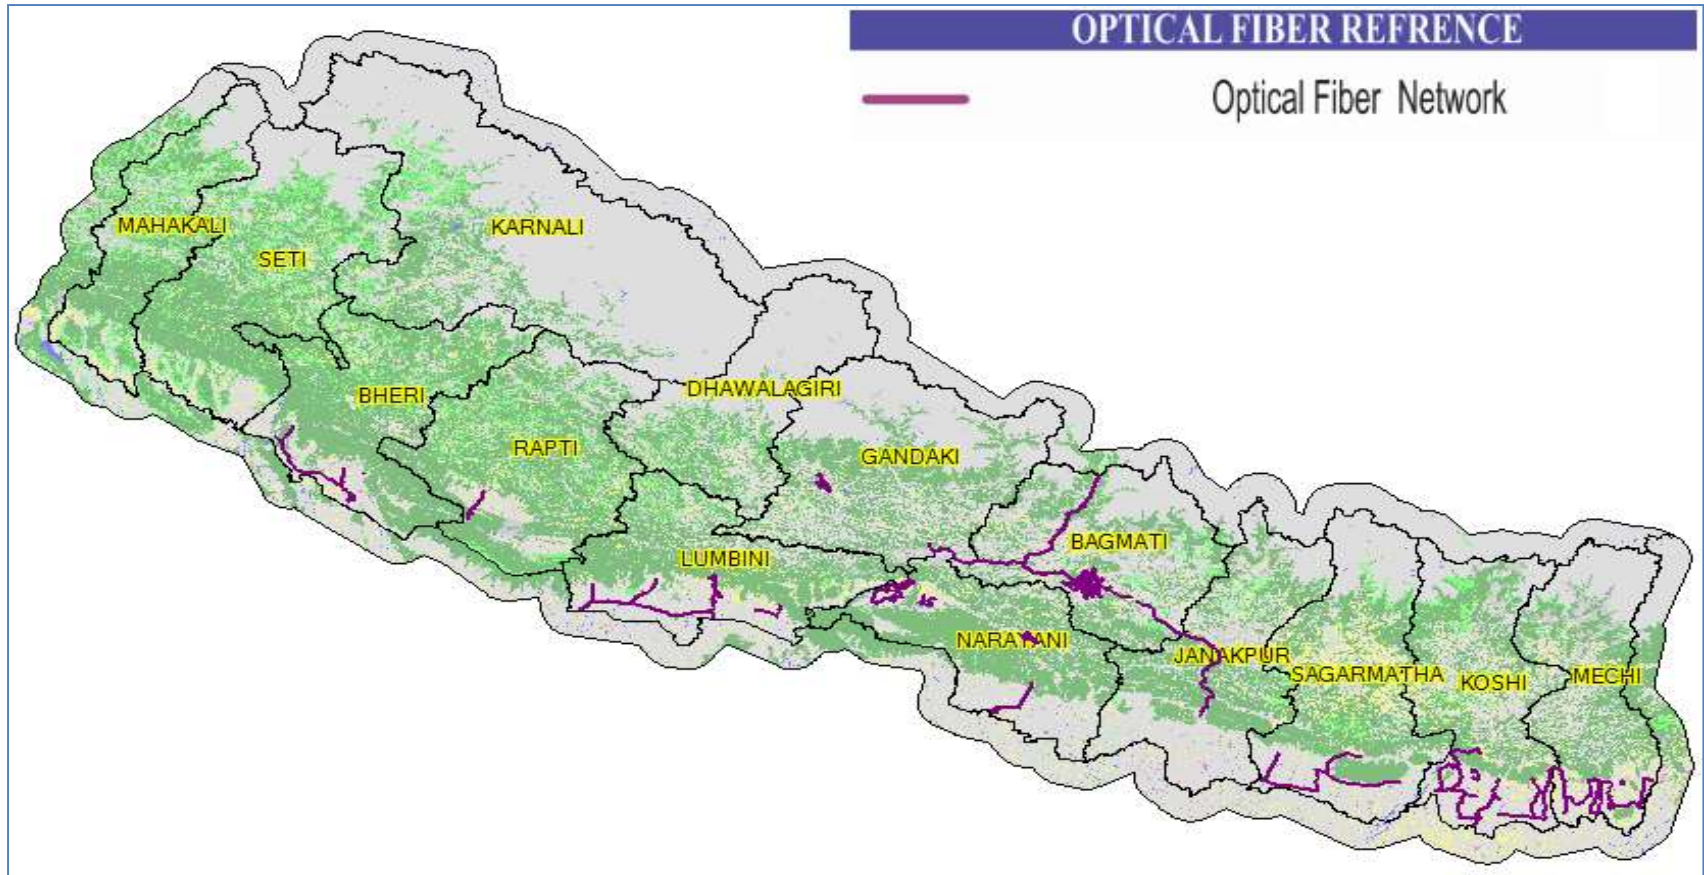 OPTICAL FIBER REFRENCE
Optical Fiber Network
MAHAKALI
SETI
KARNALI
BHERI
DHAWALAGIRI
RAPTI
GANDAKI
LUMBINI
BAGMATI
NARAYANI
JANAKPUR
SAGARMATHA
KOSHI
MECHI